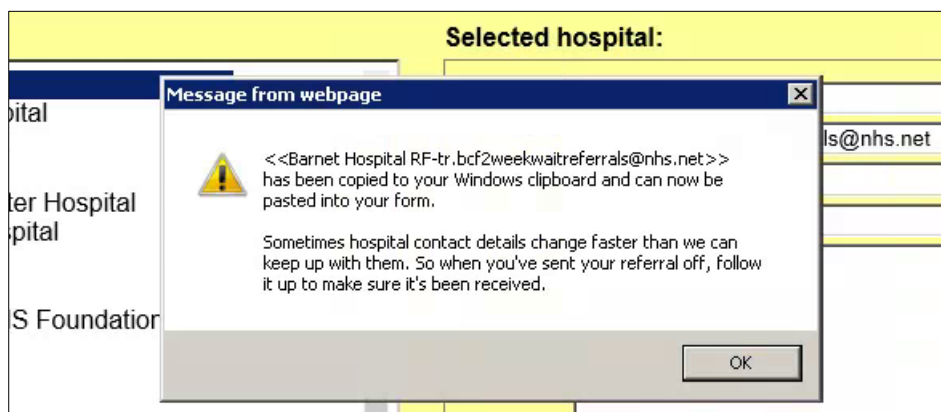 Selected hospital:
Message from webpage
ls@nhs.net
<<Barnet Hospital RF-tr.bcf2weekwaitreferrals@nhs.net>>
has been copied to your Windows clipboard and can now be
pasted into your form.
Sometimes hospital contact details change faster than we can
keep up with them. So when you've sent your referral off, follow
it up to make sure it's been received.
OK
pital
ter Hospital
spital
IS Foundation